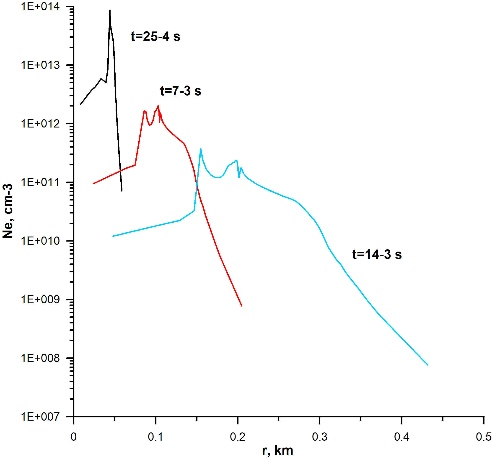 1E+014
t=25-4 s
1E+013
t=7-3 s
1E+012
1E+011
Ne, cm-3
1E+010
t=14-3 s
1E+009
1E+008
1E+007
0 0.1 0.2 0.3 0.4 0.5
r, km